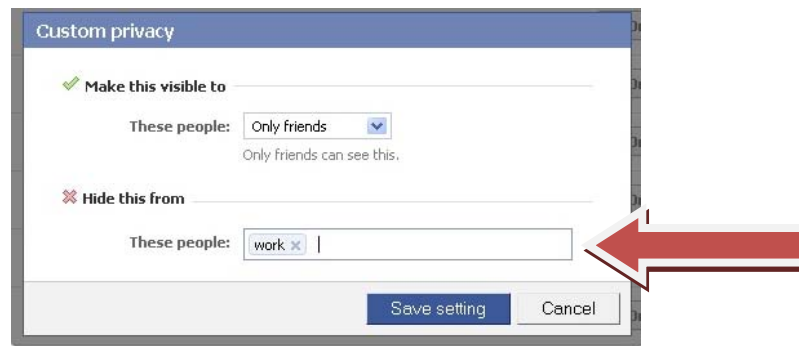 Custom privacy
Make this visible to
These people: Only friends
Only friends can see this.
Hide this from
These people: work
Save setting Cancel